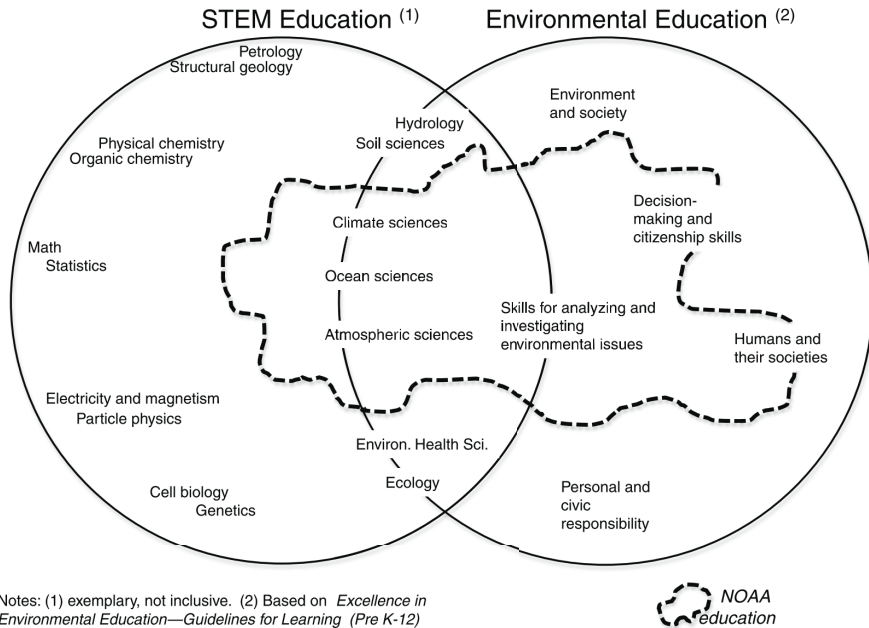 STEM Education (1)
Environmental Education (2)
Petrology
Structural geology
Environment
and society
Hydrology
Soil sciences
Physical chemistry
Organic chemistry
Decision-
making and
citizenship skills
Climate sciences
Math
Statistics
Ocean sciences
Skills for analyzing and
investigating
environmental issues
Atmospheric sciences
Humans and
their societies
Electricity and magnetism
Particle physics
Environ. Health Sci.
Ecology
Cell biology
Genetics
Personal and
civic
responsibility
Notes: (1) exemplary, not inclusive. (2) Based on Excellence in
Environmental Education—Guidelines for Learning (Pre K-12)
NOAA
education